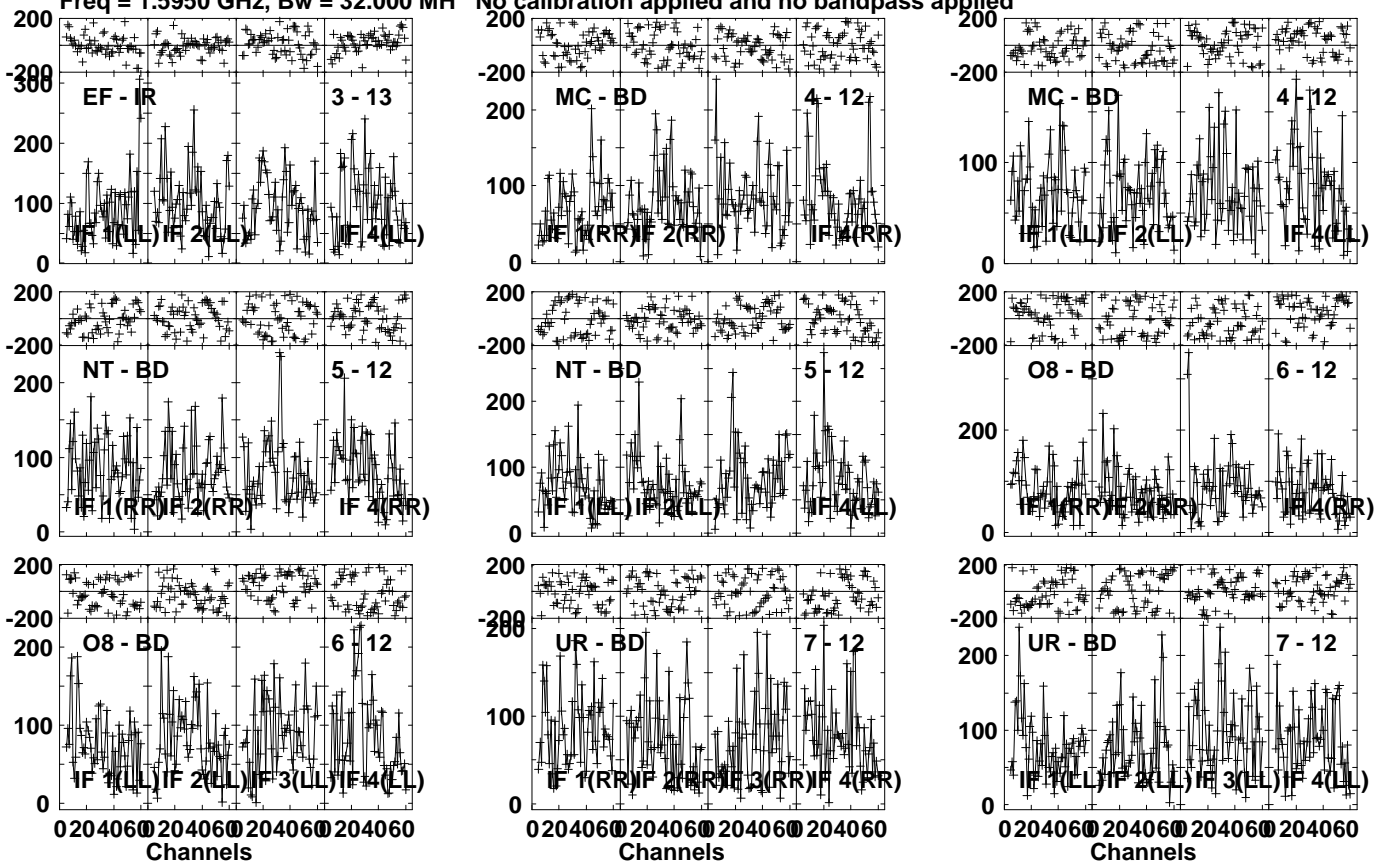 Freq = 1.5950 GHz, Bw = 32.000 MH No calibration applied and no bandpass applied
200 200 200
-200 -200 -200
300
EF - IR 3 - 13 MC - BD 4 - 12 MC - BD 4 - 12
200 200
100 100 100
IF 1(LL) IF 2(LL) IF 4(LL) IF 1(RR) IF 2(RR) IF 4(RR) IF 1(LL) IF 2(LL) IF 4(LL)
0 0 0
200 200 200
-200 -200 -200
NT - BD 5 - 12 NT - BD 5 - 12 O8 - BD 6 - 12
200 200 200
100 100
IF 1(RR) IF 2(RR) IF 4(RR) IF 1(LL) IF 2(LL) IF 4(LL) IF 1(RR) IF 2(RR) IF 4(RR)
0 0 0
200 200 200
-200 -200 -200
200
O8 - BD 6 - 12 UR - BD 7 - 12 UR - BD 7 - 12
200 200
100 100 100
IF 1(LL) IF 2(LL) IF 3(LL) IF 4(LL) IF 1(RR) IF 2(RR) IF 3(RR) IF 4(RR) IF 1(LL) IF 2(LL) IF 3(LL) IF 4(LL)
0 0 0
0 20 40 60 0 20 40 60 0 20 40 60 0 20 40 60 0 20 40 60 0 20 40 60 0 20 40 60 0 20 40 60 0 20 40 60 0 20 40 60 0 20 40 60 0 20 40 60
Channels Channels Channels